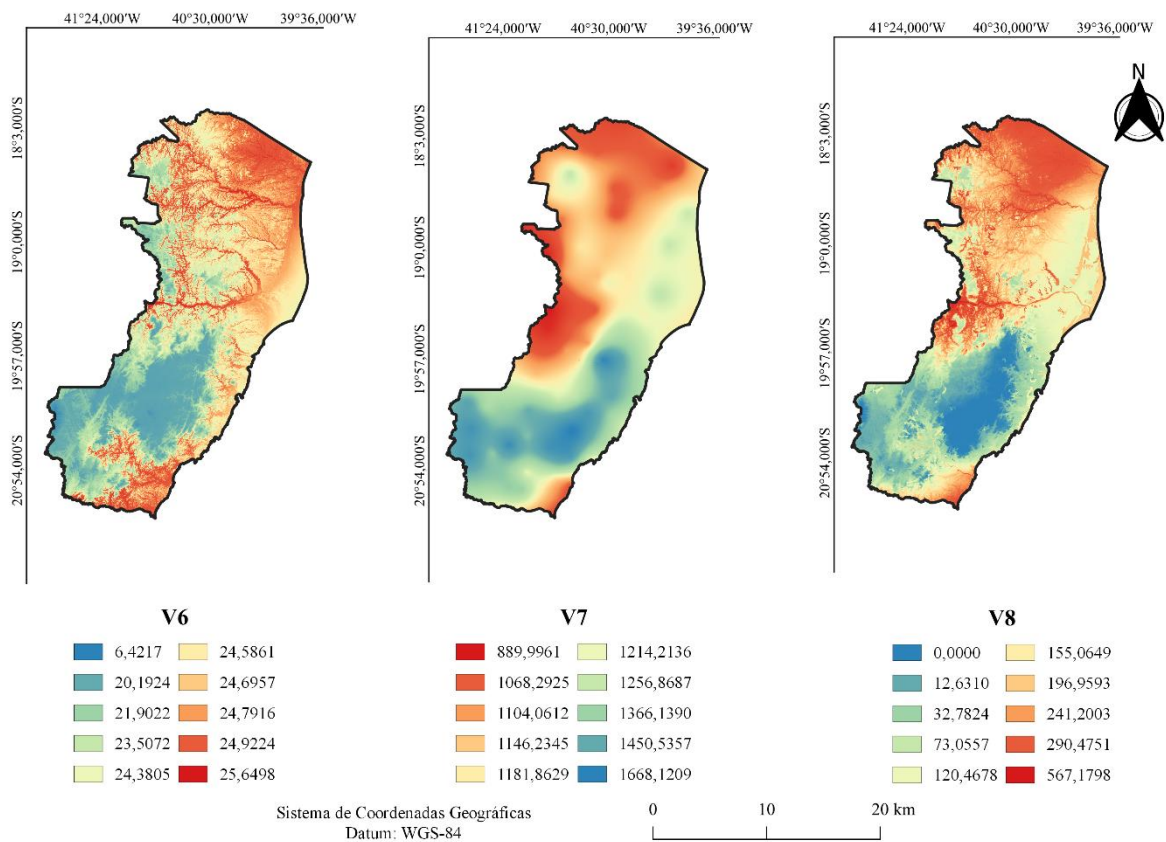 41°24,000'W 40°30,000'W 39°36,000'W
41°24,000'W 40°30,000'W 39°36,000'W
41°24,000'W 40°30,000'W 39°36,000'W
N
18°3,000'S
19°0,000'S
19°57,000'S
20°54,000'S
18°3,000'S
19°0,000'S
19°57,000'S
20°54,000'S
18°3,000'S
19°0,000'S
19°57,000'S
20°54,000'S
V6
6,4217 24,5861
20,1924 24,6957
21,9022 24,7916
23,5072 24,9224
24,3805 25,6498
V7
889,9961 1214,2136
1068,2925 1256,8687
1104,0612 1366,1390
1146,2345 1450,5357
1181,8629 1668,1209
V8
0,0000 155,0649
12,6310 196,9593
32,7824 241,2003
73,0557 290,4751
120,4678 567,1798
Sistema de Coordenadas Geográficas
Datum: WGS-84
0 10 20 km